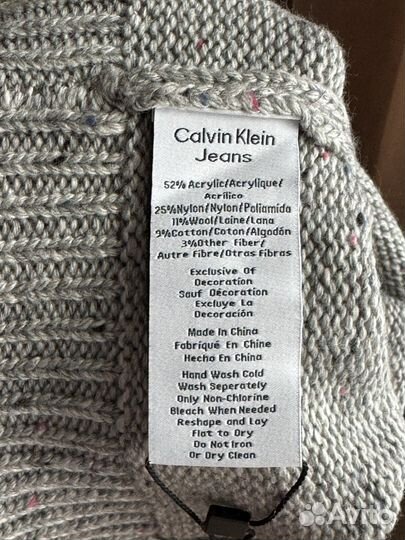 Calvin Klein
Jeans
52% Acrylic/Acrylique/
Acrilico
25%Nylon/Nylon/Poliamida
11%Wool/Laine/Lana
9%Cotton/Coton/Algodón
3%Other Fiber/
Autre Fibre/Otras Fibras
Exclusive Of
Decoration
Sauf Décoration
Excluye La
Decoración
Made In China
Fabriqué En Chine
Hecho En China
Hand Wash Cold
Wash Seperately
Only Non-Chlorine
Bleach When Needed
Reshape and Lay
Flat to Dry
Do Not Iron
Or Dry Clean
Avito